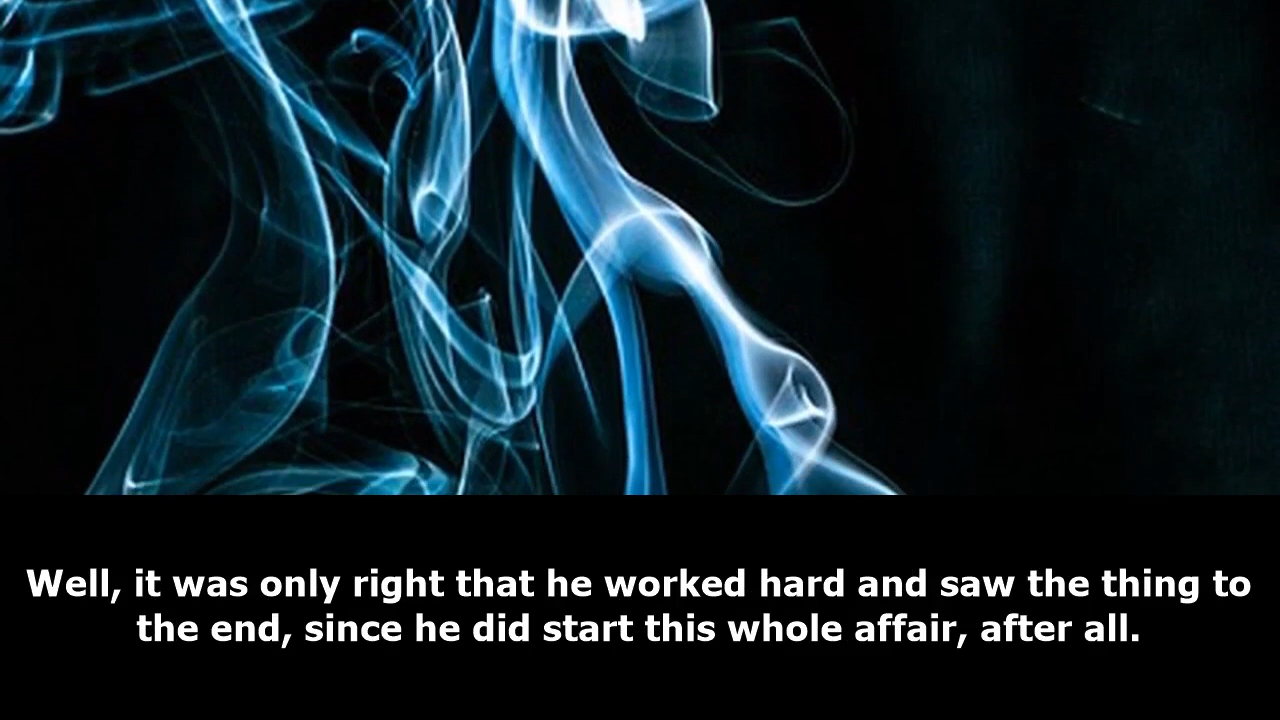 Well, it was only right that he worked hard and saw the thing to
the end, since he did start this whole affair, after all.